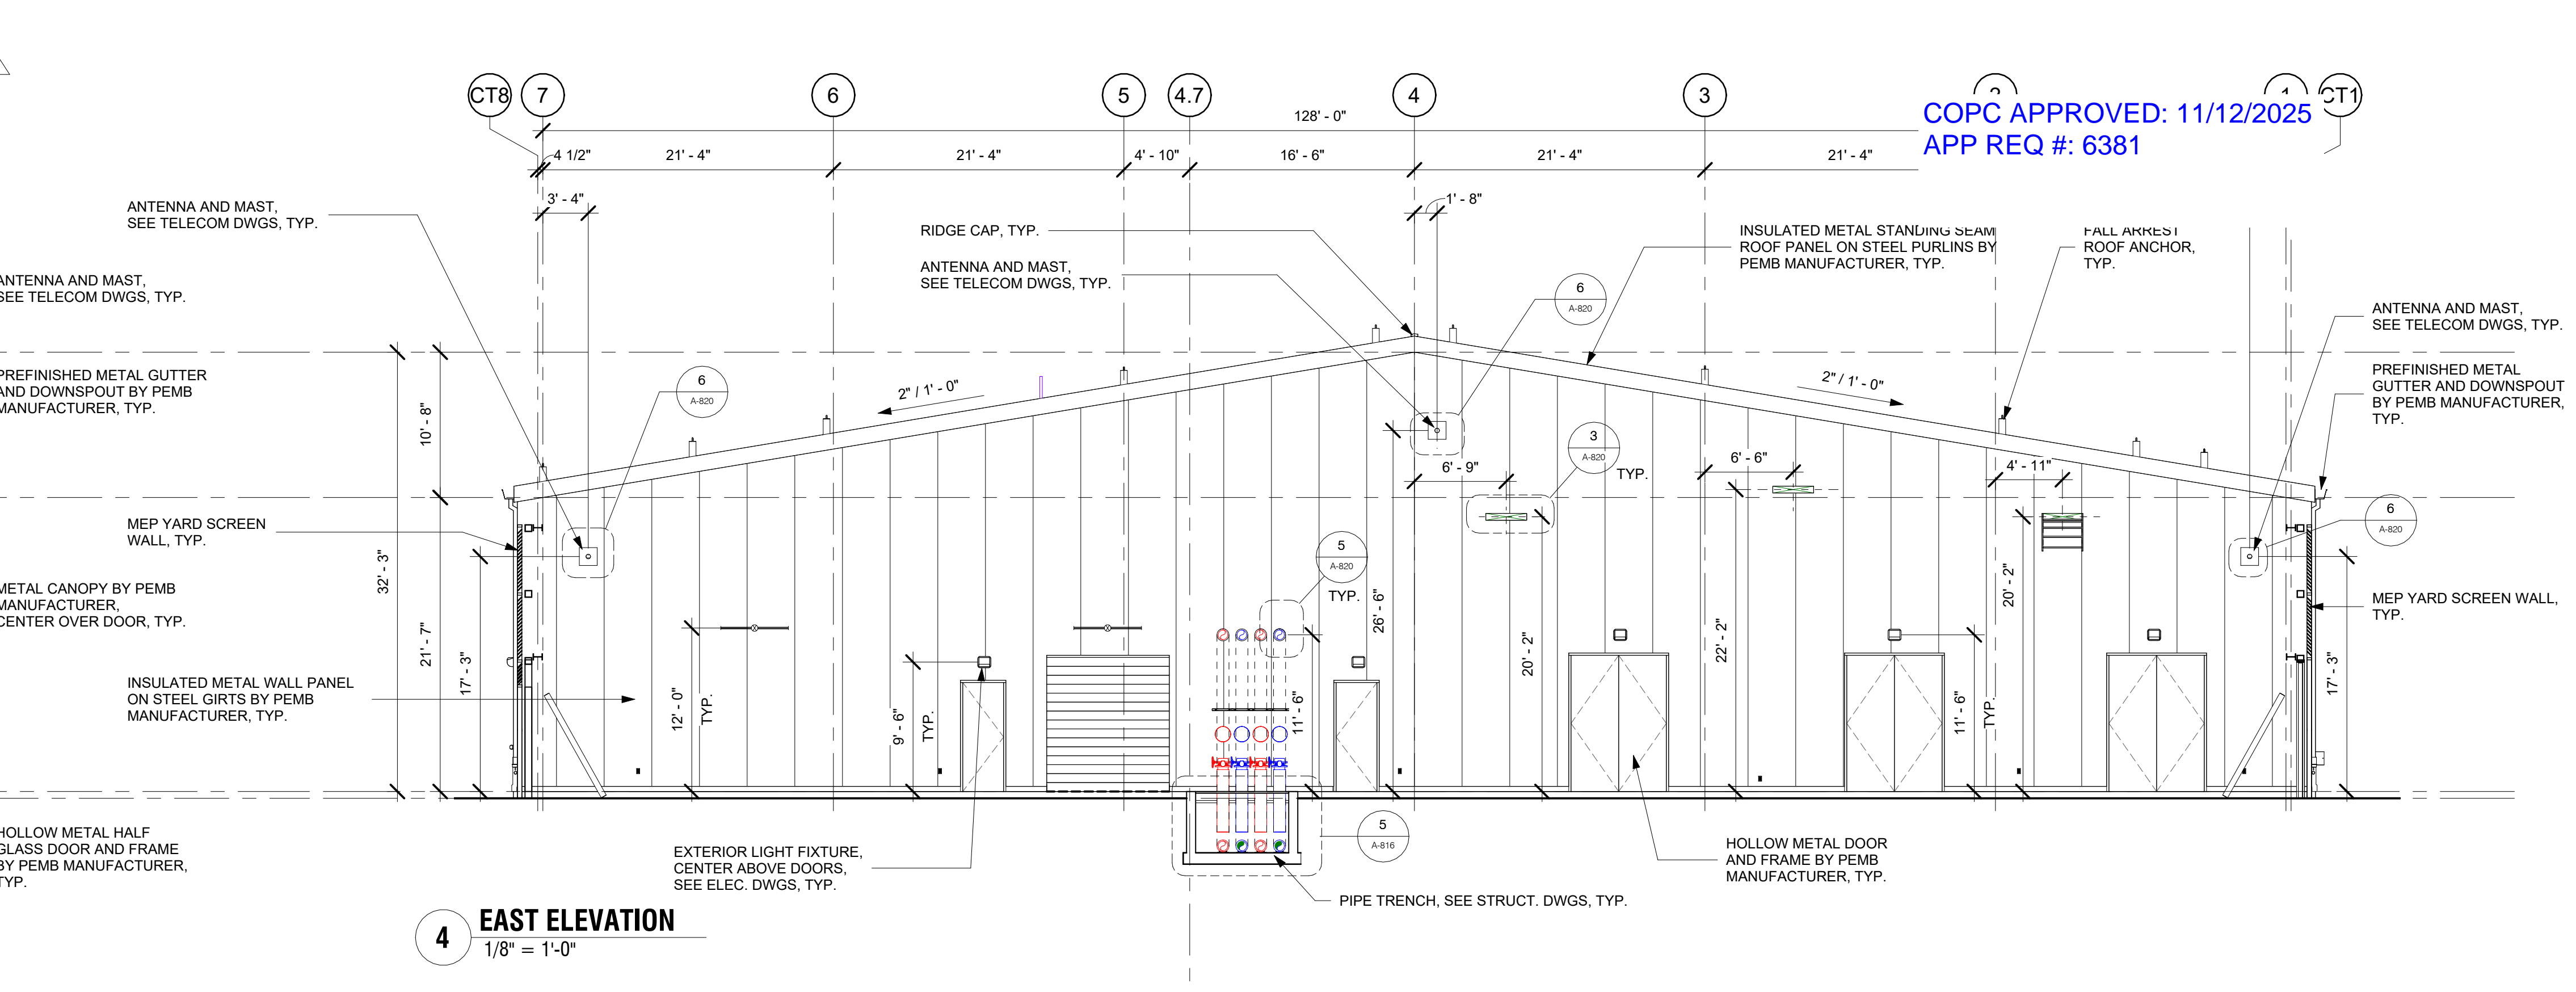 CT8
7
6
5
4.7
4
3
CT1
128' - 0"
COPC APPROVED: 11/12/2025
APP REQ #: 6381
4 1/2"
21' - 4"
21' - 4"
4' - 10"
16' - 6"
21' - 4"
21' - 4"
3' - 4"
1' - 8"
ANTENNA AND MAST,
SEE TELECOM DWGS, TYP.
ANTENNA AND MAST,
SEE TELECOM DWGS, TYP.
PREFINISHED METAL GUTTER
AND DOWNSPOUT BY PEMB
MANUFACTURER, TYP.
MEP YARD SCREEN
WALL, TYP.
METAL CANOPY BY PEMB
MANUFACTURER,
CENTER OVER DOOR, TYP.
INSULATED METAL WALL PANEL
ON STEEL GIRTS BY PEMB
MANUFACTURER, TYP.
HOLLOW METAL HALF
GLASS DOOR AND FRAME
BY PEMB MANUFACTURER,
TYP.
RIDGE CAP, TYP.
ANTENNA AND MAST,
SEE TELECOM DWGS, TYP.
INSULATED METAL STANDING SEAM
ROOF PANEL ON STEEL PURLINS BY
PEMB MANUFACTURER, TYP.
FALL ARREST
ROOF ANCHOR,
TYP.
ANTENNA AND MAST,
SEE TELECOM DWGS, TYP.
PREFINISHED METAL
GUTTER AND DOWNSPOUT
BY PEMB MANUFACTURER,
TYP.
MEP YARD SCREEN WALL,
TYP.
6
A-820
6
A-820
3
A-820
TYP.
5
A-820
TYP.
6
A-820
2" / 1' - 0"
2" / 1' - 0"
10' - 8"
32' - 3"
21' - 7"
17' - 3"
12' - 0"
TYP.
9' - 6"
TYP.
11' - 6"
26' - 6"
6' - 9"
20' - 2"
6' - 6"
22' - 2"
4' - 11"
20' - 2"
11' - 6"
TYP.
17' - 3"
5
A-816
EXTERIOR LIGHT FIXTURE,
CENTER ABOVE DOORS,
SEE ELEC. DWGS, TYP.
PIPE TRENCH, SEE STRUCT. DWGS, TYP.
HOLLOW METAL DOOR
AND FRAME BY PEMB
MANUFACTURER, TYP.
4
EAST ELEVATION
1/8" = 1'-0"